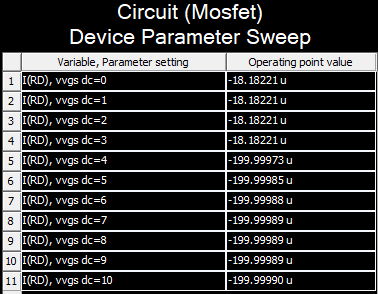 Circuit (Mosfet)
Device Parameter Sweep
Variable, Parameter setting Operating point value
1 I(RD), vvgs dc=0 -18.18221 u
2 I(RD), vvgs dc=1 -18.18221 u
3 I(RD), vvgs dc=2 -18.18221 u
4 I(RD), vvgs dc=3 -18.18221 u
5 I(RD), vvgs dc=4 -199.99973 u
6 I(RD), vvgs dc=5 -199.99985 u
7 I(RD), vvgs dc=6 -199.99988 u
8 I(RD), vvgs dc=7 -199.99989 u
9 I(RD), vvgs dc=8 -199.99989 u
10 I(RD), vvgs dc=9 -199.99989 u
11 I(RD), vvgs dc=10 -199.99990 u